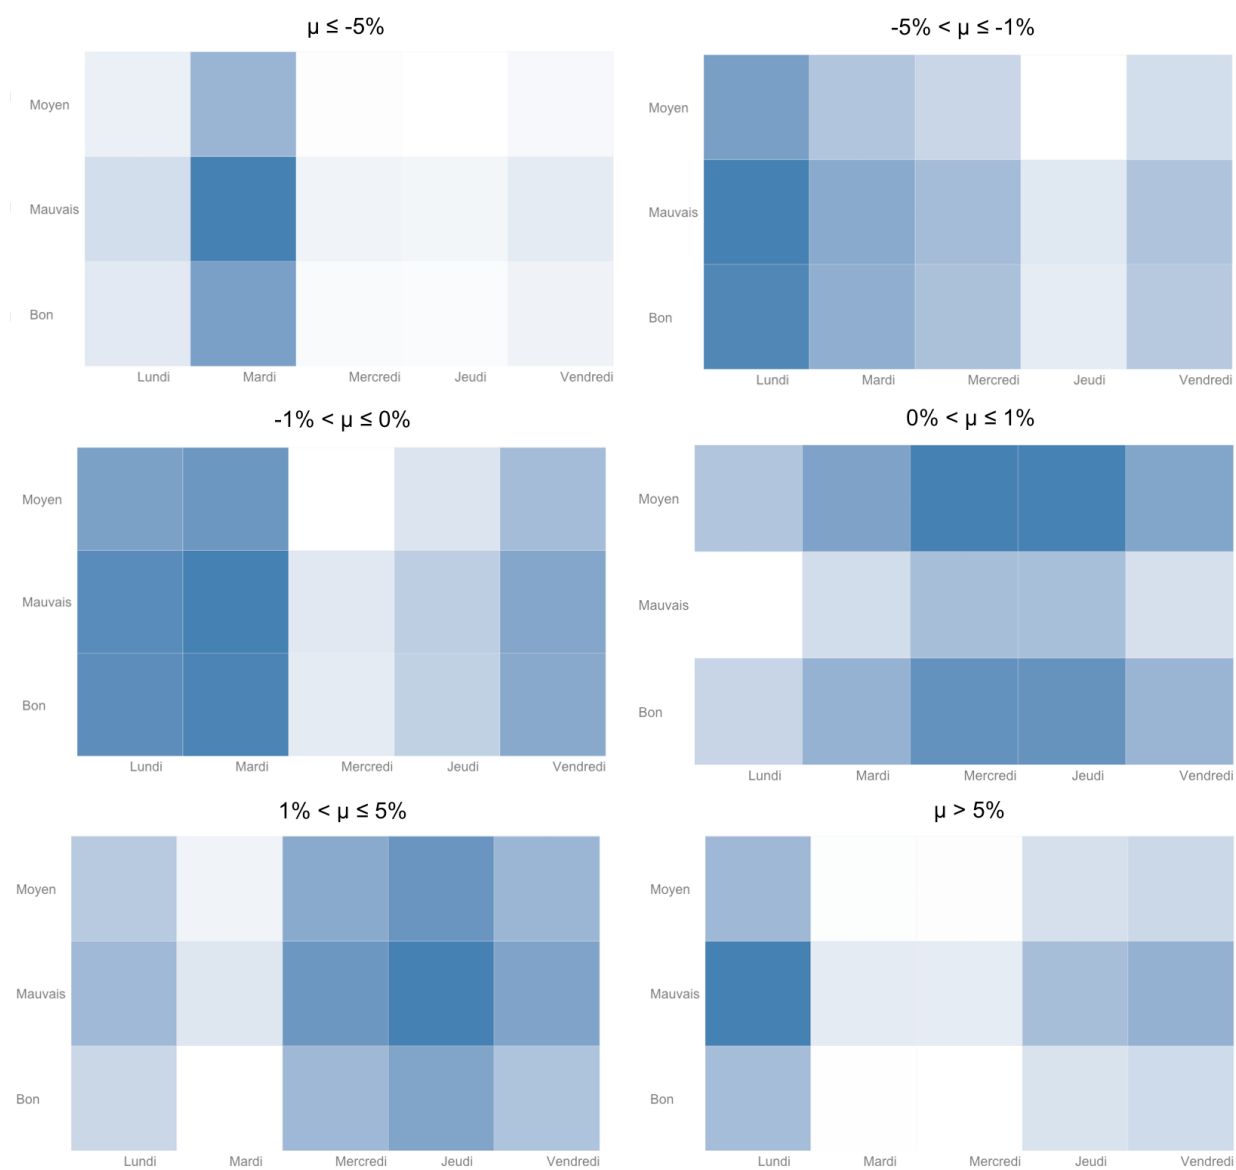 μ ≤ -5%
Moyen
Mauvais
Bon
Lundi Mardi Mercredi Jeudi Vendredi
-5% < μ ≤ -1%
Moyen
Mauvais
Bon
Lundi Mardi Mercredi Jeudi Vendredi
-1% < μ ≤ 0%
Moyen
Mauvais
Bon
Lundi Mardi Mercredi Jeudi Vendredi
0% < μ ≤ 1%
Moyen
Mauvais
Bon
Lundi Mardi Mercredi Jeudi Vendredi
1% < μ ≤ 5%
Moyen
Mauvais
Bon
Lundi Mardi Mercredi Jeudi Vendredi
μ > 5%
Moyen
Mauvais
Bon
Lundi Mardi Mercredi Jeudi Vendredi